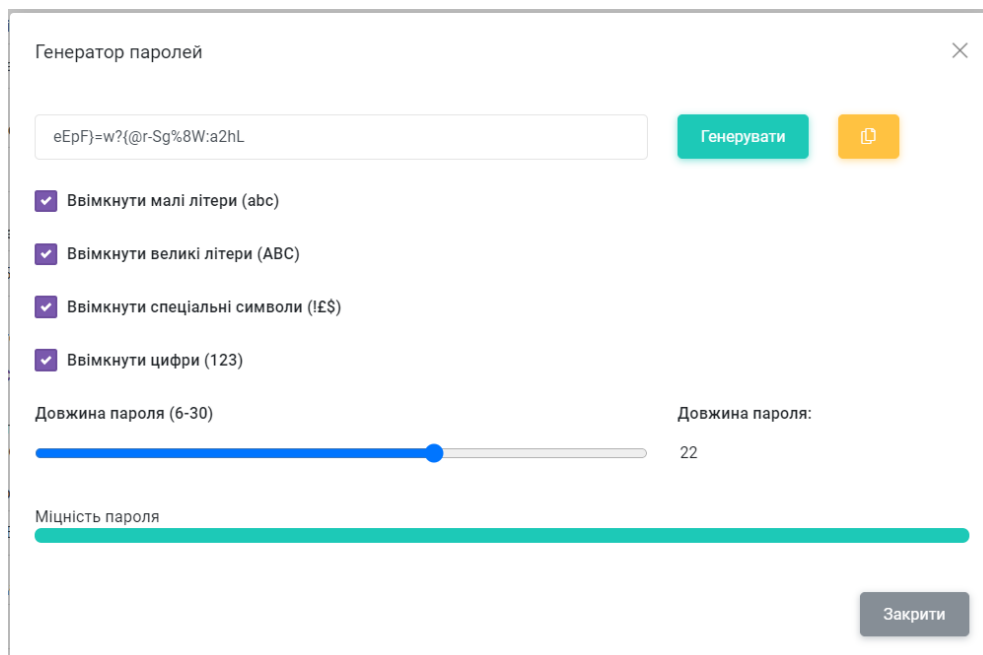 Генератор паролей
eEpF}=w?{@r-Sg%8W:a2hL
Генерувати
Ввімкнути малі літери (abc)
Ввімкнути великі літери (ABC)
Ввімкнути спеціальні символи (!£$)
Ввімкнути цифри (123)
Довжина пароля (6-30)
Довжина пароля:
22
Міцність пароля
Закрити